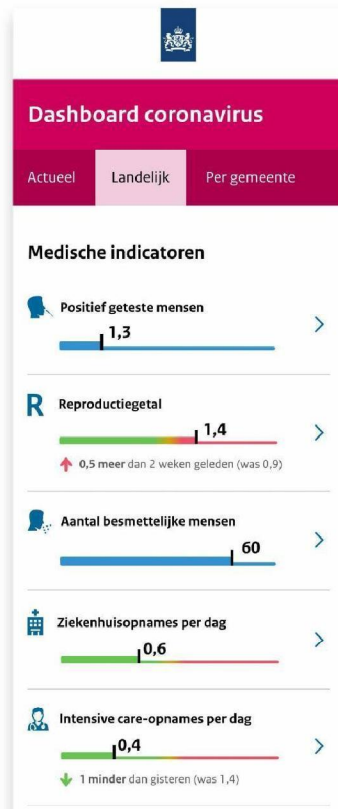 Dashboard coronavirus
Actueel Landelijk Per gemeente
Medische indicatoren
Positief geteste mensen
1,3
R Reproductiegetal
1,4
0,5 meer dan 2 weken geleden (was 0,9)
Aantal besmettelijke mensen
60
Ziekenhuisopnames per dag
0,6
Intensive care-opnames per dag
0,4
1 minder dan gisteren (was 1,4)